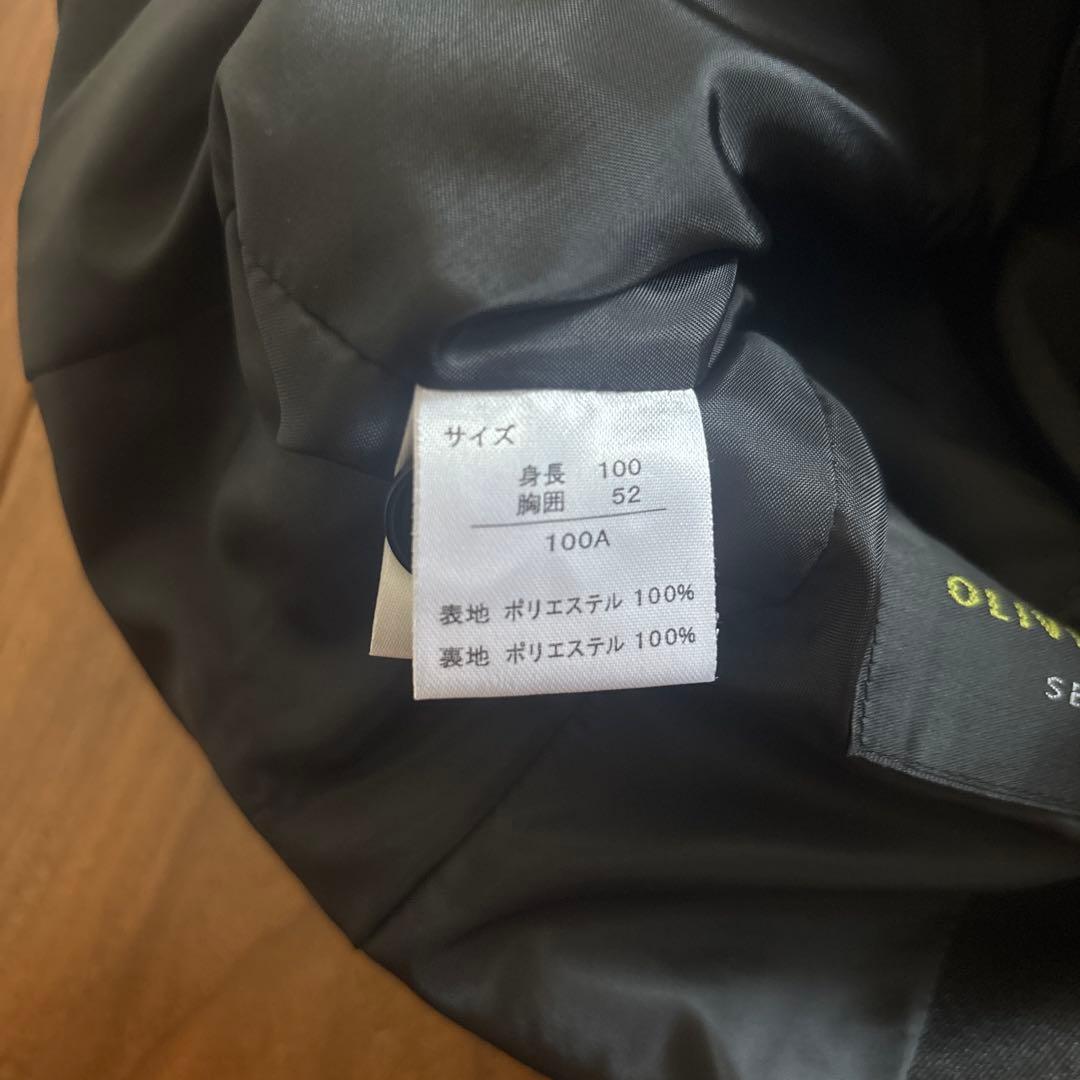 サイズ
身長 100
胸囲 52
100A
表地 ポリエステル 100%
裏地 ポリエステル 100%